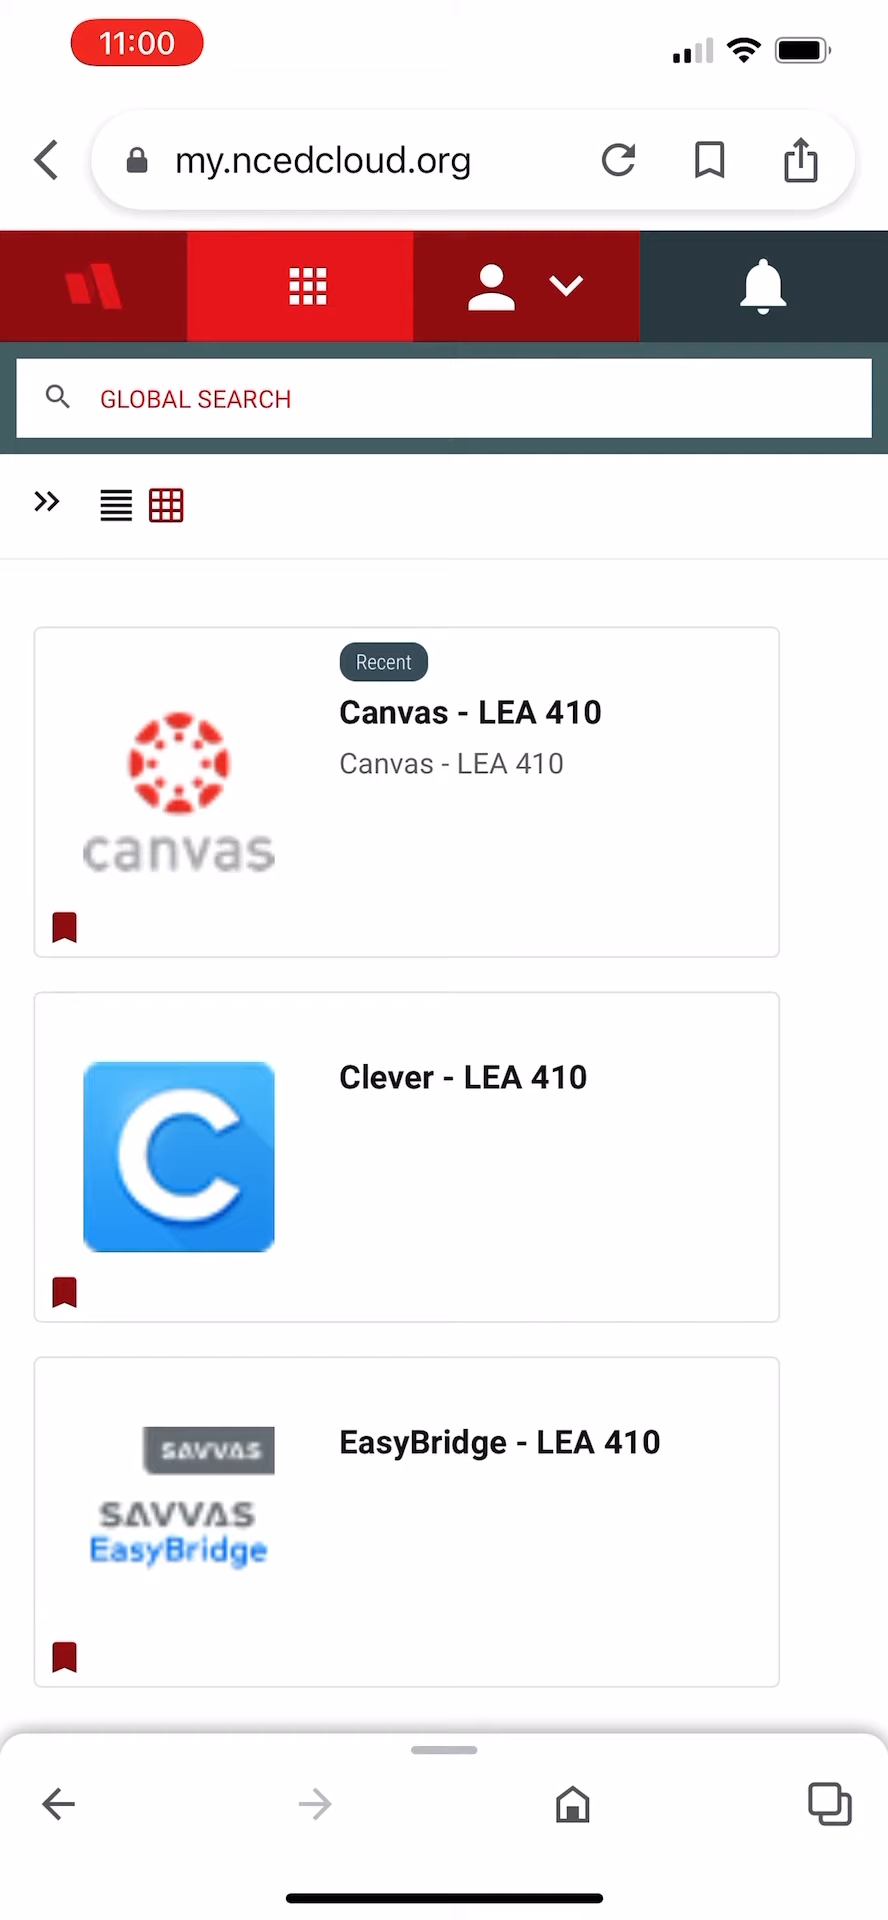 11:00
my.ncedcloud.org
GLOBAL SEARCH
Recent
Canvas - LEA 410
Canvas - LEA 410
canvas
Clever - LEA 410
C
EasyBridge - LEA 410
SAVVAS
SAVVAS
EasyBridge